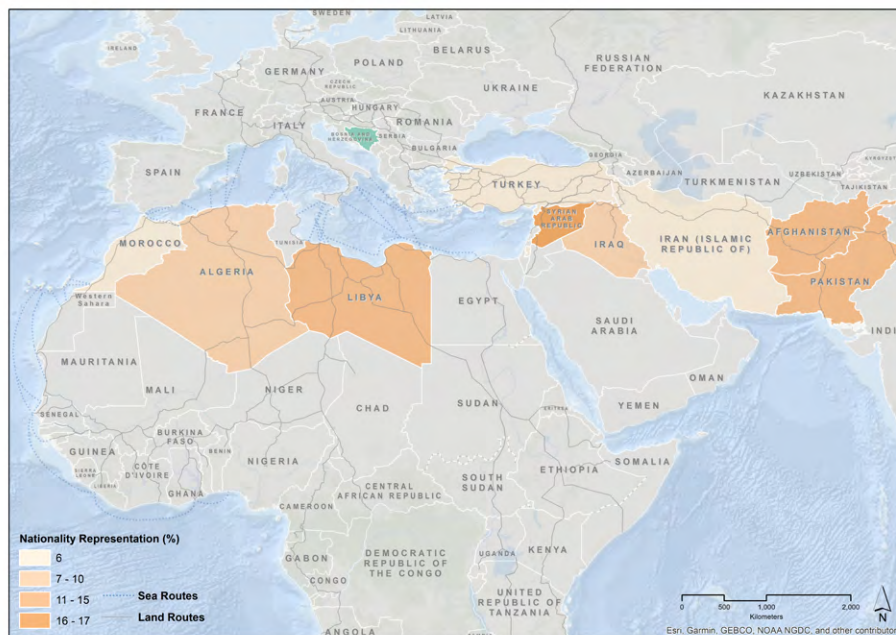 SWEDEN
LATVIA
LITHUANIA
IRELAND
BELARUS
RUSSIAN
FEDERATION
POLAND
GERMANY
CZECH
REPUBLIC
UKRAINE
KAZAKHSTAN
AUSTRIA
HUNGARY
FRANCE
ROMANIA
ITALY
BOSNIA AND
HERZEGOVINA
SERBIA
BULGARIA
GEORGIA
SPAIN
AZERBAIJAN
UZBEKISTAN
TURKMENISTAN
TAJIKISTAN
TURKEY
SYRIAN
ARAB
REPUBLIC
AFGHANISTAN
MOROCCO
TUNISIA
IRAQ
IRAN (ISLAMIC
REPUBLIC OF)
ALGERIA
PAKISTAN
LIBYA
Western
Sahara
EGYPT
SAUDI
ARABIA
INDI
MAURITANIA
OMAN
MALI
NIGER
CHAD
SUDAN
YEMEN
ERITREA
SENEGAL
BURKINA
FASO
GUINEA
BENIN
SIERRA
LEONE
CÔTE
D'IVOIRE
NIGERIA
ETHIOPIA
SOMALIA
LIBERIA
GHANA
SOUTH
SUDAN
CENTRAL
AFRICAN REPUBLIC
CAMEROON
UGANDA
KENYA
GABON
CONGO
DEMOCRATIC
REPUBLIC
OF THE CONGO
UNITED
REPUBLIC OF
TANZANIA
ANGOLA
Nationality Representation (%)
6
7 - 10
11 - 15
16 - 17
Sea Routes
Land Routes
0 500 1,000 2,000
Kilometers
N
Esri, Garmin, GEBCO, NOAA NGDC, and other contributor